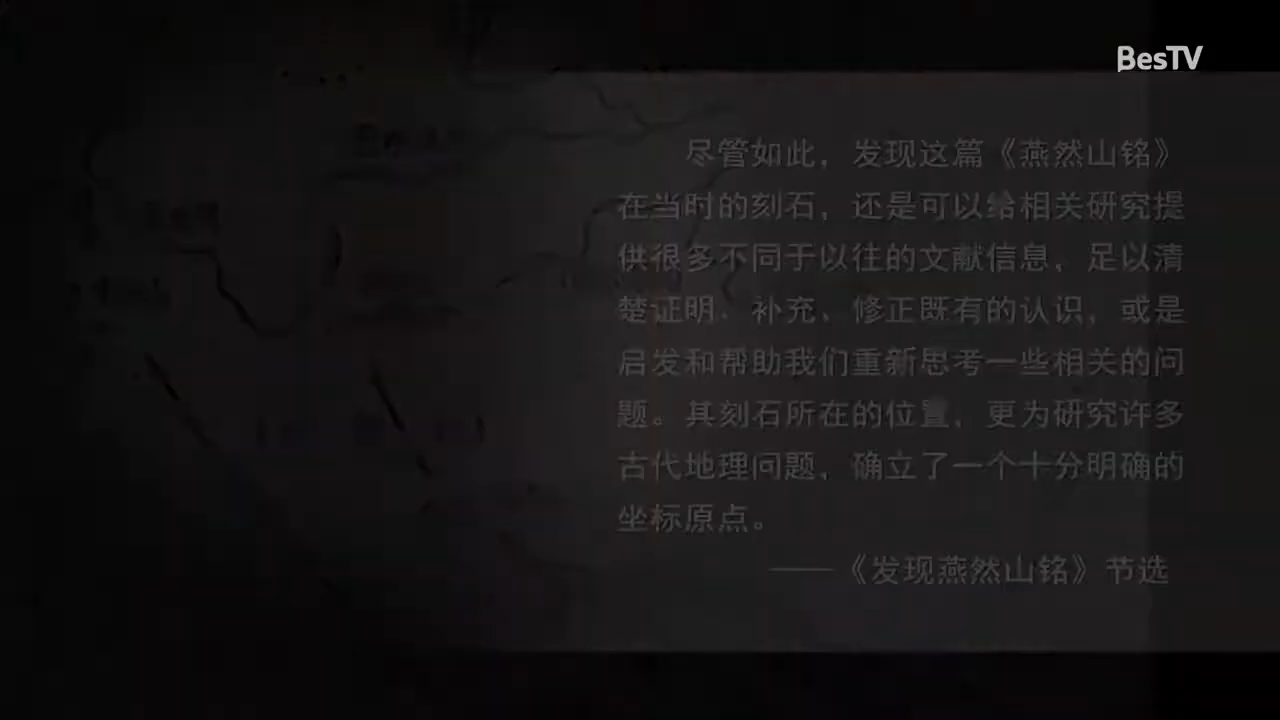 BesTV
尽管如此，发现这篇《燕然山铭》
在当时的刻石，还是可以给相关研究提
供很多不同于以往的文献信息，足以清
楚证明、补充、修正既有的认识，或是
启发和帮助我们重新思考一些相关的问
题。其刻石所在的位置，更为研究许多
古代地理问题，确立了一个十分明确的
坐标原点。
——《发现燕然山铭》节选